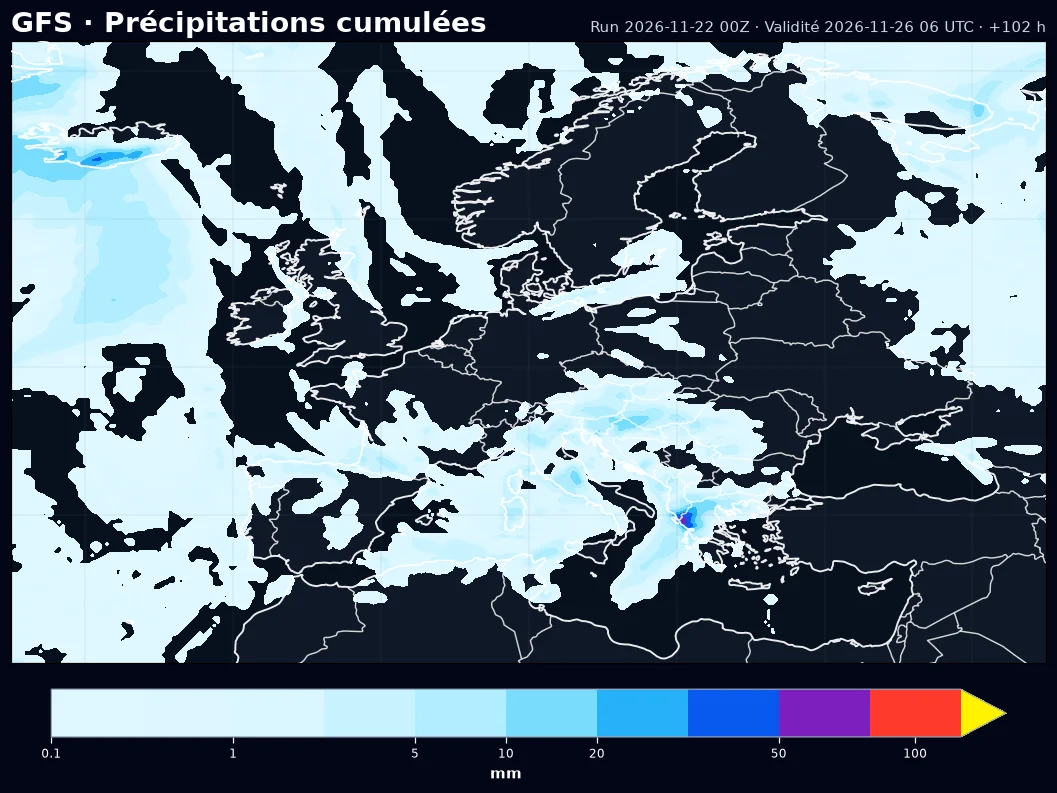 GFS · Précipitations cumulées
Run 2026-11-22 00Z · Validité 2026-11-26 06 UTC · +102 h
0.1 1 5 10 20 50 100
mm